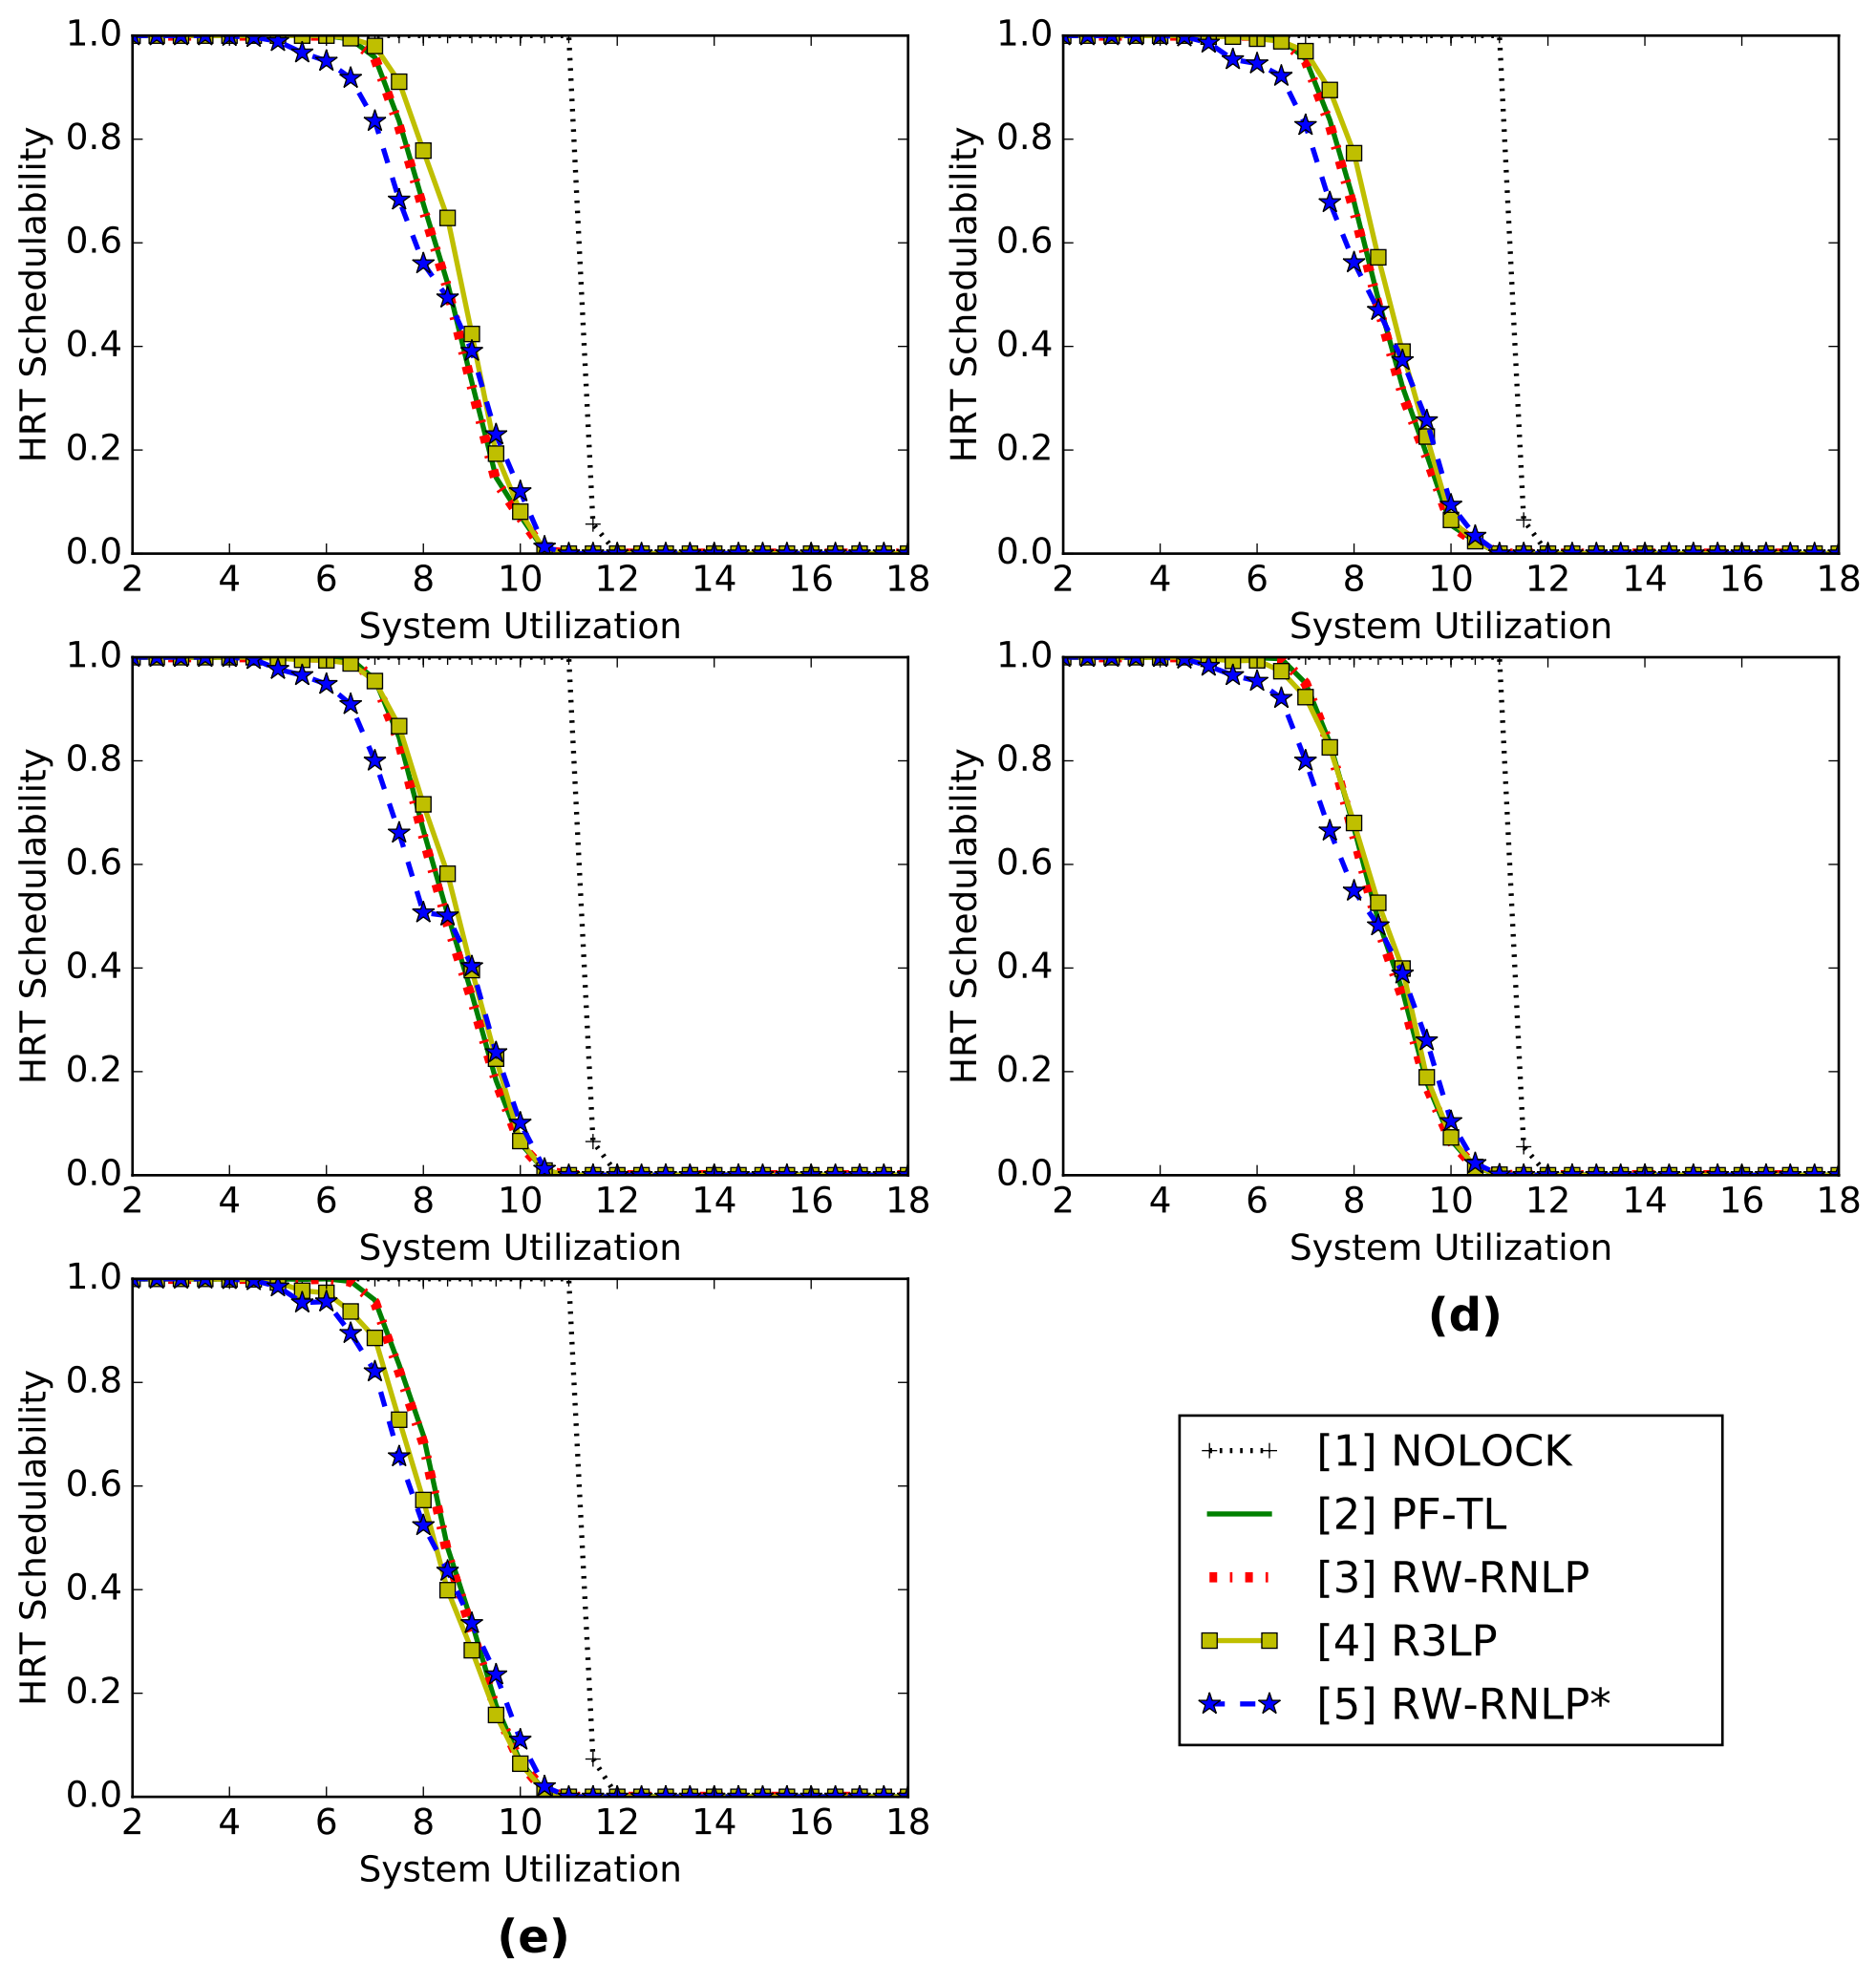 1.0
0.8
0.6
0.4
0.2
0.0
HRT Schedulability
2 4 6 8 10 12 14 16 18
System Utilization
1.0
0.8
0.6
0.4
0.2
0.0
HRT Schedulability
2 4 6 8 10 12 14 16 18
System Utilization
1.0
0.8
0.6
0.4
0.2
0.0
HRT Schedulability
2 4 6 8 10 12 14 16 18
System Utilization
1.0
0.8
0.6
0.4
0.2
0.0
HRT Schedulability
2 4 6 8 10 12 14 16 18
System Utilization
(d)
1.0
0.8
0.6
0.4
0.2
0.0
HRT Schedulability
2 4 6 8 10 12 14 16 18
System Utilization
(e)
[1] NOLOCK
[2] PF-TL
[3] RW-RNLP
[4] R3LP
[5] RW-RNLP*